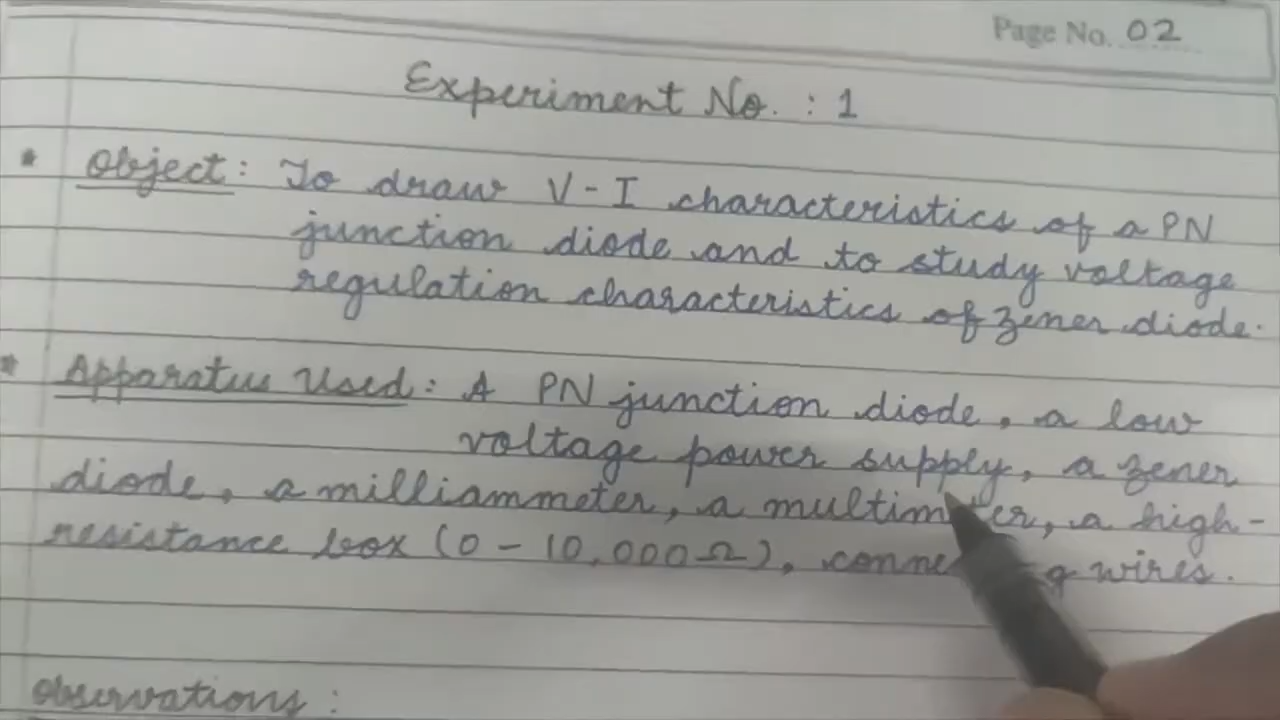 Page No. 02
Experiment No. : 1
* Object : To draw V-I characteristics of a PN
junction diode and to study voltage
regulation characteristics of zener diode.
* Apparatus Used : A PN junction diode, a low
voltage power supply, a zener
diode, a milliammeter, a multimeter, a high-
resistance box (0 - 10,000Ω), connecting wires.
Observations :